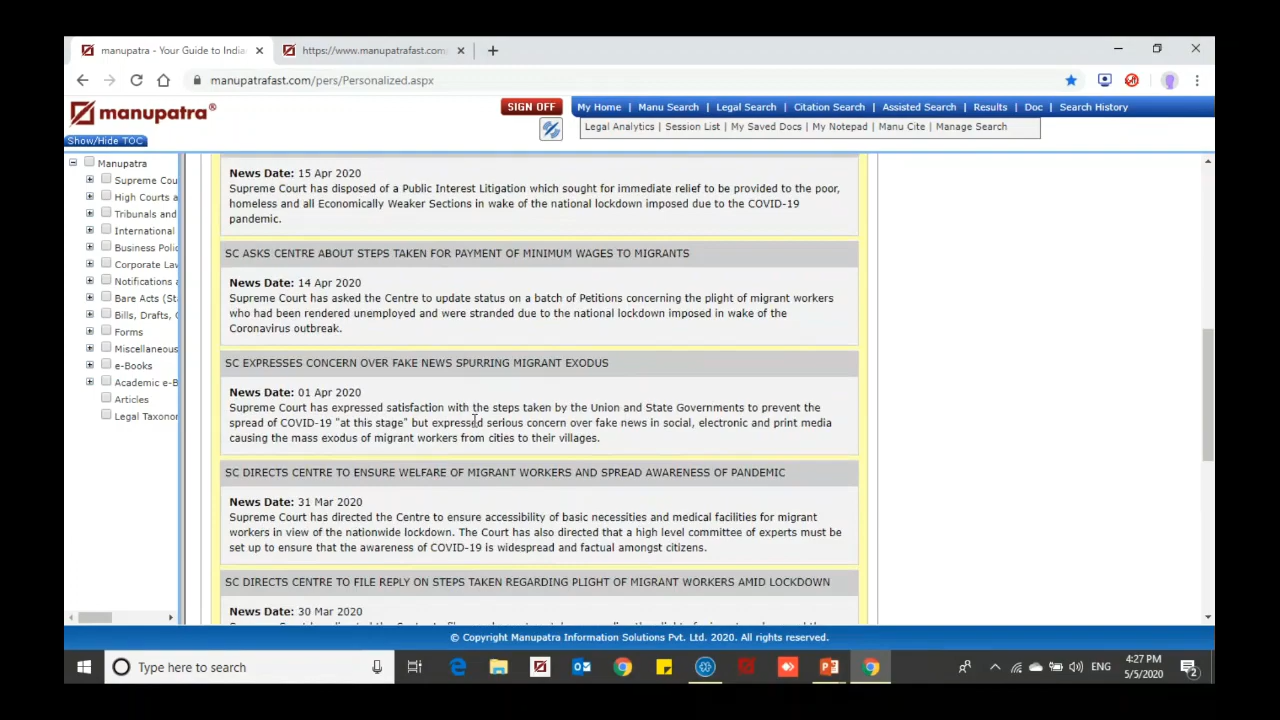 manupatra - Your Guide to India
https://www.manupatrafast.com
manupatrafast.com/pers/Personalized.aspx
manupatra®
SIGN OFF
My Home | Manu Search | Legal Search | Citation Search | Assisted Search | Results | Doc | Search History
Legal Analytics | Session List | My Saved Docs | My Notepad | Manu Cite | Manage Search
Show/Hide TOC
Manupatra
Supreme Cou
High Courts a
Tribunals and
International
Business Polic
Corporate Law
Notifications a
Bare Acts (Sta
Bills, Drafts, C
Forms
Miscellaneous
e-Books
Academic e-B
Articles
Legal Taxonom
News Date: 15 Apr 2020
Supreme Court has disposed of a Public Interest Litigation which sought for immediate relief to be provided to the poor,
homeless and all Economically Weaker Sections in wake of the national lockdown imposed due to the COVID-19
pandemic.
SC ASKS CENTRE ABOUT STEPS TAKEN FOR PAYMENT OF MINIMUM WAGES TO MIGRANTS
News Date: 14 Apr 2020
Supreme Court has asked the Centre to update status on a batch of Petitions concerning the plight of migrant workers
who had been rendered unemployed and were stranded due to the national lockdown imposed in wake of the
Coronavirus outbreak.
SC EXPRESSES CONCERN OVER FAKE NEWS SPURRING MIGRANT EXODUS
News Date: 01 Apr 2020
Supreme Court has expressed satisfaction with the steps taken by the Union and State Governments to prevent the
spread of COVID-19 "at this stage" but expressed serious concern over fake news in social, electronic and print media
causing the mass exodus of migrant workers from cities to their villages.
SC DIRECTS CENTRE TO ENSURE WELFARE OF MIGRANT WORKERS AND SPREAD AWARENESS OF PANDEMIC
News Date: 31 Mar 2020
Supreme Court has directed the Centre to ensure accessibility of basic necessities and medical facilities for migrant
workers in view of the nationwide lockdown. The Court has also directed that a high level committee of experts must be
set up to ensure that the awareness of COVID-19 is widespread and factual amongst citizens.
SC DIRECTS CENTRE TO FILE REPLY ON STEPS TAKEN REGARDING PLIGHT OF MIGRANT WORKERS AMID LOCKDOWN
News Date: 30 Mar 2020
© Copyright Manupatra Information Solutions Pvt. Ltd. 2020. All rights reserved.
Type here to search
ENG
4:27 PM
5/5/2020
2